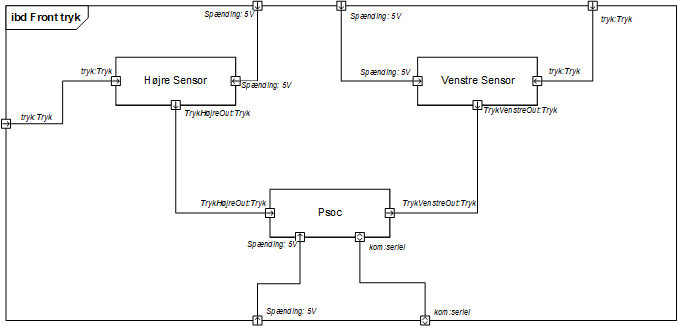 ibd Front tryk
Spænding: 5V
Spænding: 5V
tryk:Tryk
tryk:Tryk
Højre Sensor
Spænding: 5V
Spænding: 5V
Venstre Sensor
tryk:Tryk
tryk:Tryk
TrykHøjreOut:Tryk
TrykVenstreOut:Tryk
TrykHøjreOut:Tryk
Psoc
TrykVenstreOut:Tryk
Spænding: 5V
kom:seriel
Spænding: 5V
kom:seriel